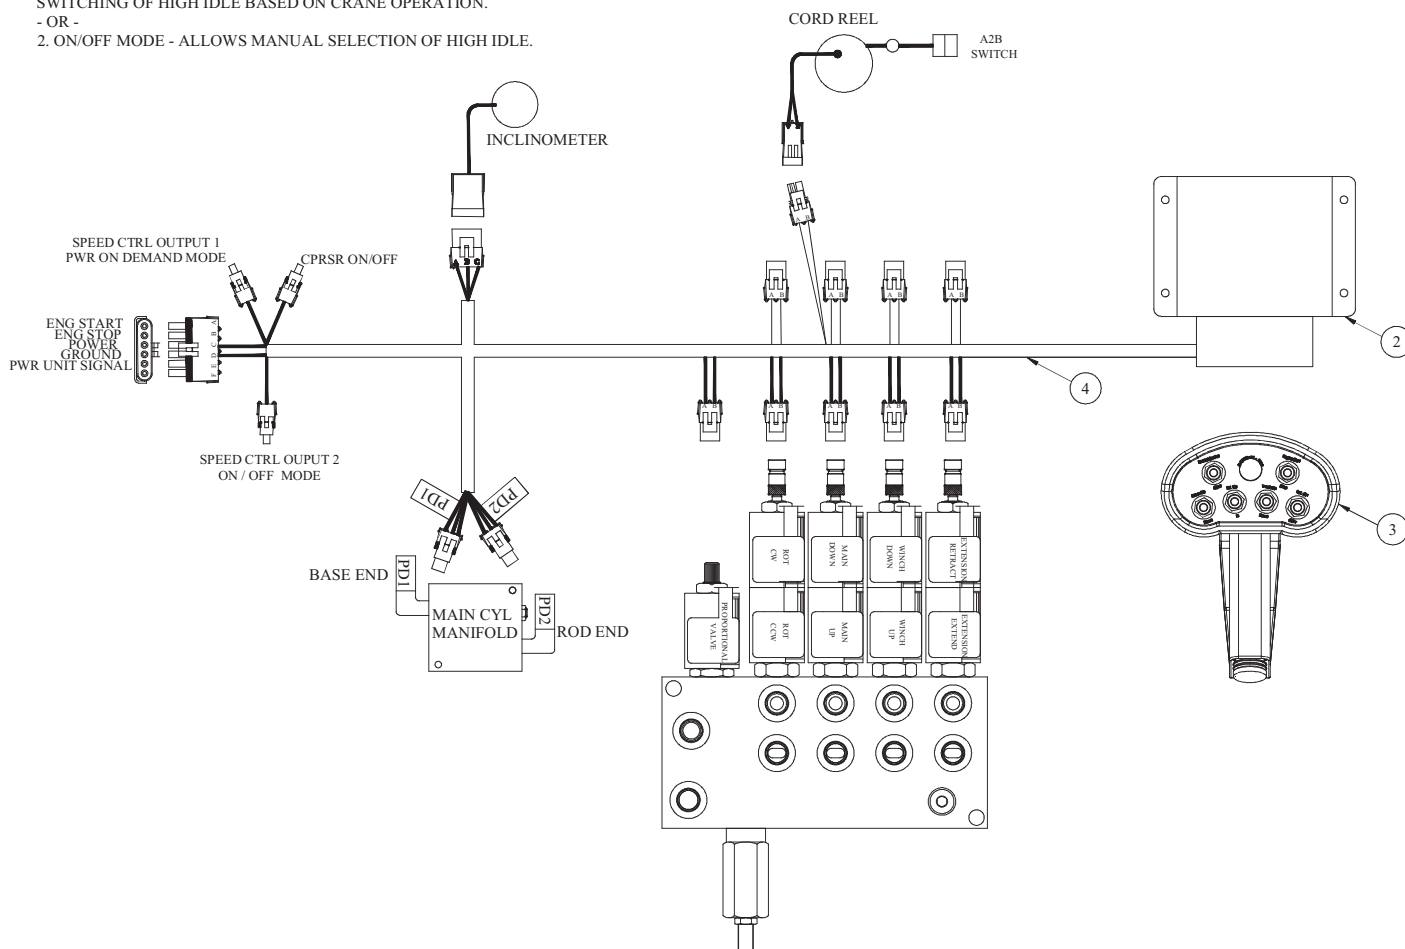 SWITCHING OF HIGH IDLE BASED ON CRANE OPERATION.
- OR -
2. ON/OFF MODE - ALLOWS MANUAL SELECTION OF HIGH IDLE.
CORD REEL
A2B
SWITCH
INCLINOMETER
SPEED CTRL OUTPUT 1
PWR ON DEMAND MODE
CPRSR ON/OFF
A B C
ENG START
ENG STOP
POWER
GROUND
PWR UNIT SIGNAL
A
B
C
D
E
F
A B
A B
A B
A B
A B
2
4
SPEED CTRL OUPUT 2
ON / OFF MODE
A B
A B
A B
A B
A B
PD1
PD2
3
BASE END
PD1
MAIN CYL
MANIFOLD
PD2
ROD END
ROT
CW
MAIN
DOWN
WINCH
DOWN
EXTENSION
RETRACT
PROPORTIONAL
VALVE
ROT
CCW
MAIN
UP
WINCH
UP
EXTENSION
EXTEND